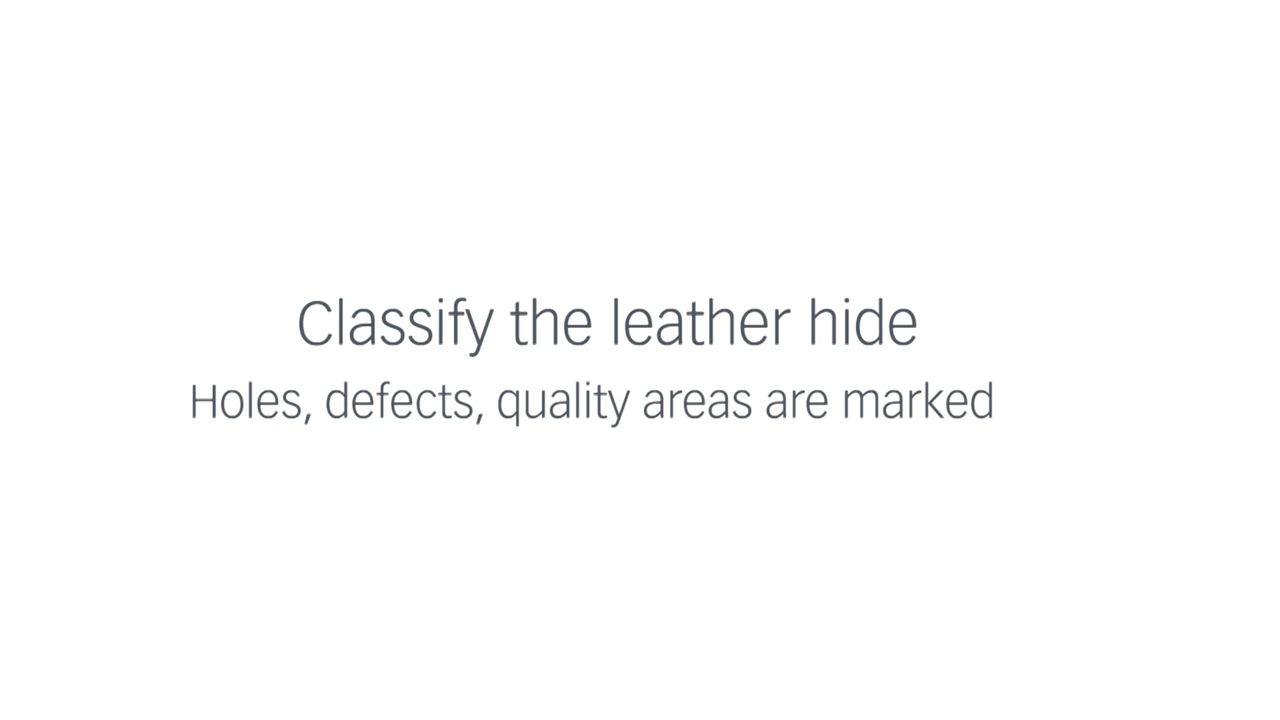 Classify the leather hide
Holes, defects, quality areas are marked